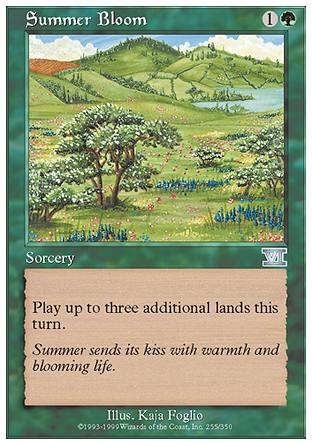 Summer Bloom 1
Sorcery VI
Play up to three additional lands this
turn.
Summer sends its kiss with warmth and
blooming life.
Illus. Kaja Foglio
©1993-1999 Wizards of the Coast, Inc. 255/350